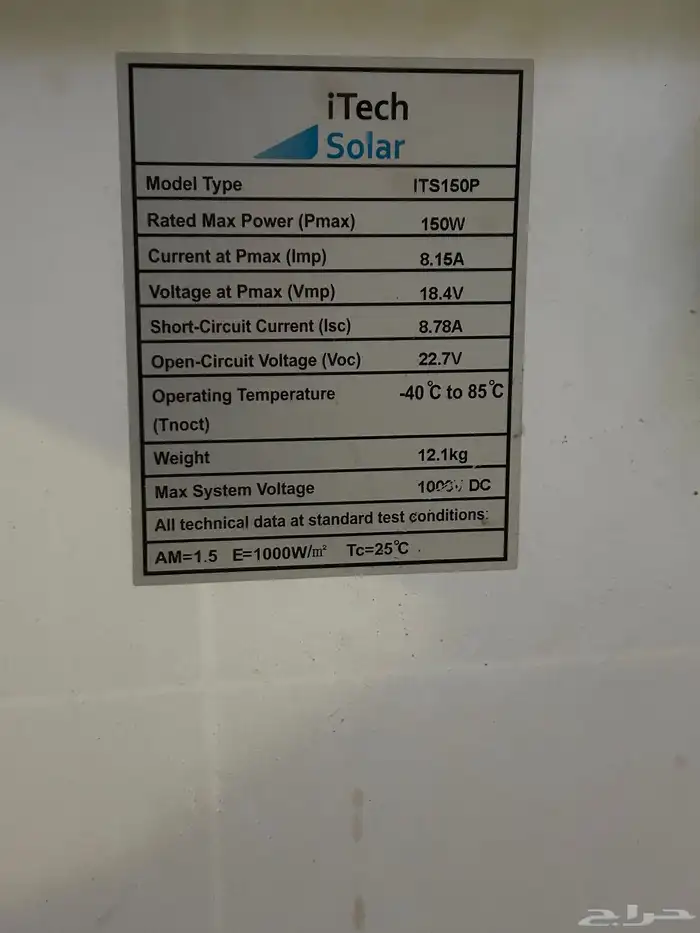 iTech
Solar
Model Type ITS150P
Rated Max Power (Pmax) 150W
Current at Pmax (Imp) 8.15A
Voltage at Pmax (Vmp) 18.4V
Short-Circuit Current (Isc) 8.78A
Open-Circuit Voltage (Voc) 22.7V
Operating Temperature -40℃ to 85℃
(Tnoct)
Weight 12.1kg
Max System Voltage DC
All technical data at standard test conditions:
AM=1.5 E=1000W/㎡ Tc=25℃
حراج